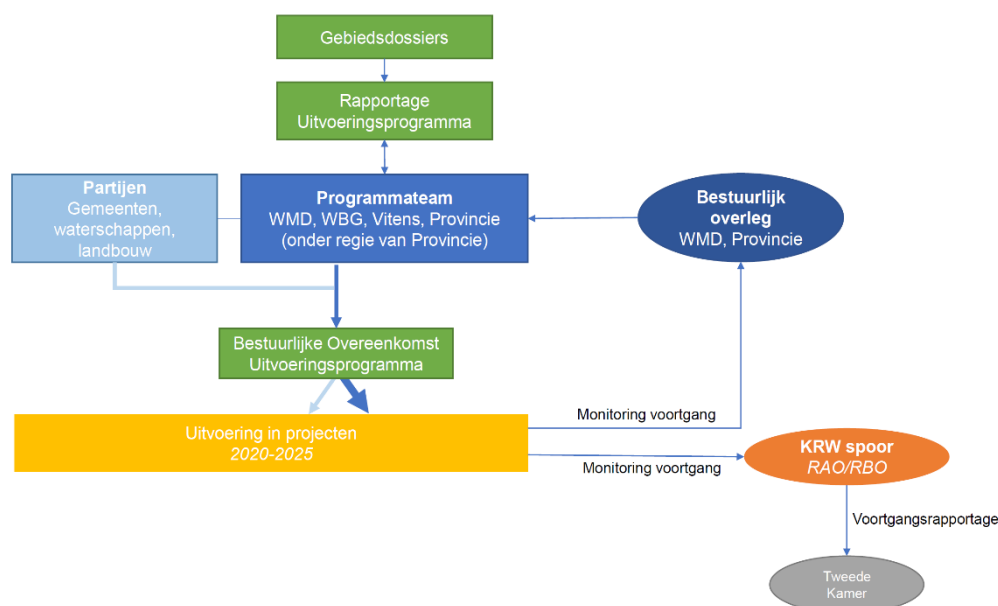 Gebiedsdossiers
Rapportage
Uitvoeringsprogramma
Partijen
Gemeenten,
waterschappen,
landbouw
Programmateam
WMD, WBG, Vitens, Provincie
(onder regie van Provincie)
Bestuurlijk
overleg
WMD, Provincie
Bestuurlijke Overeenkomst
Uitvoeringsprogramma
Uitvoering in projecten
2020-2025
Monitoring voortgang
Monitoring voortgang
KRW spoor
RAO/RBO
Voortgangsrapportage
Tweede
Kamer